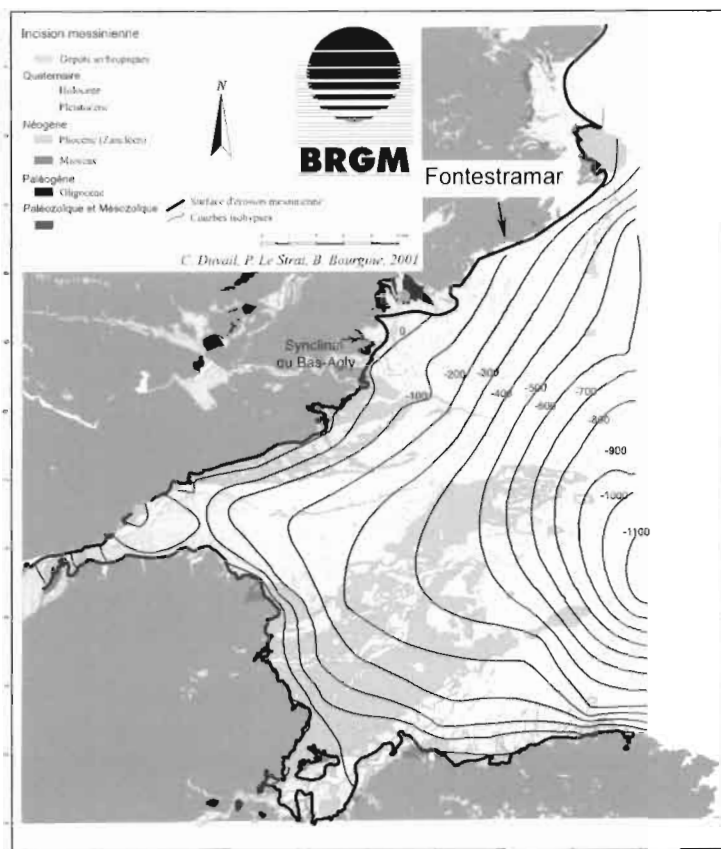 Incision messinienne
Dépôts anthropiques
Quaternaire
Holocène
Pleistocène
Néogène
Pliocène (Zancléen)
Miocène
Paléogène
Oligocène
Paléozoïque et Mésozoïque
N
Surface d'érosion messinienne
Courbes isohypses
BRGM
C. Duvail, P. Le Strat, B. Bourgine, 2001
Fontestramar
Synclinal
du Bas-Agly
0
-100
-200
-300
-400
-500
-600
-700
-800
-900
-1000
-1100